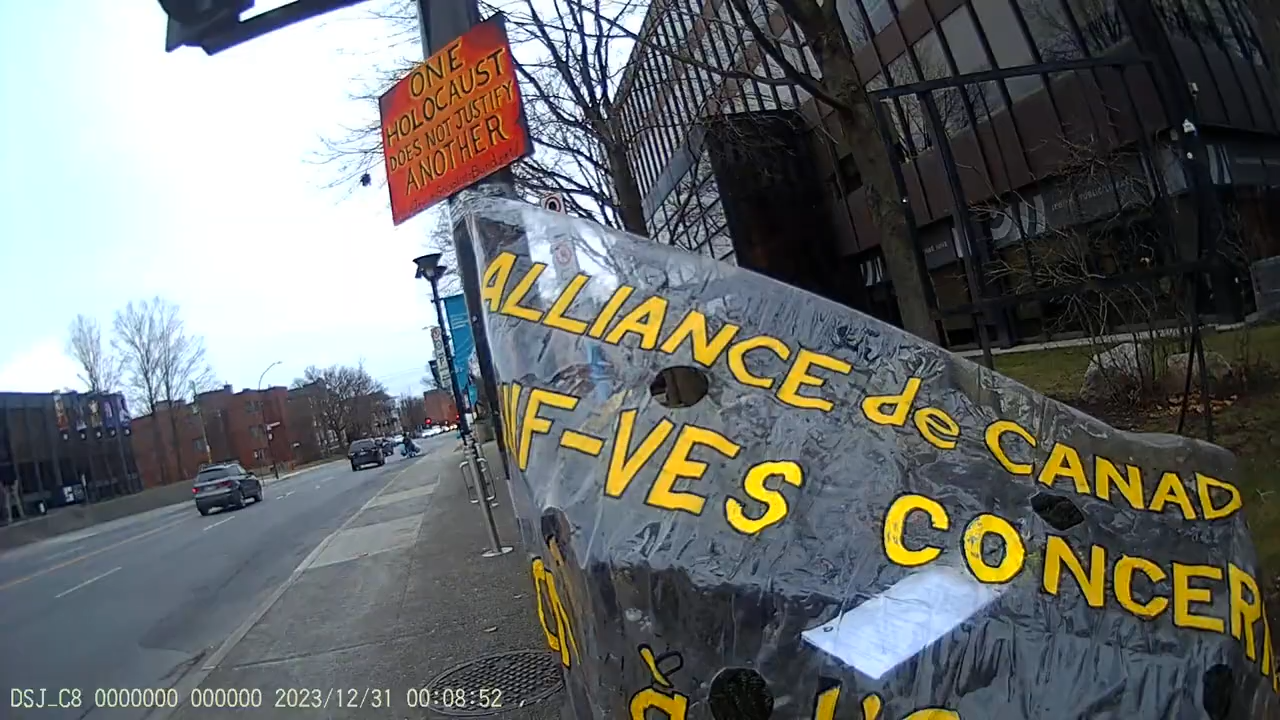 ONE
HOLOCAUST
DOES NOT JUSTIFY
ANOTHER
ALLIANCE de CANAD
IF-VES CONCER
à l'
DSJ_C8 0000000 000000 2023/12/31 00:08:52